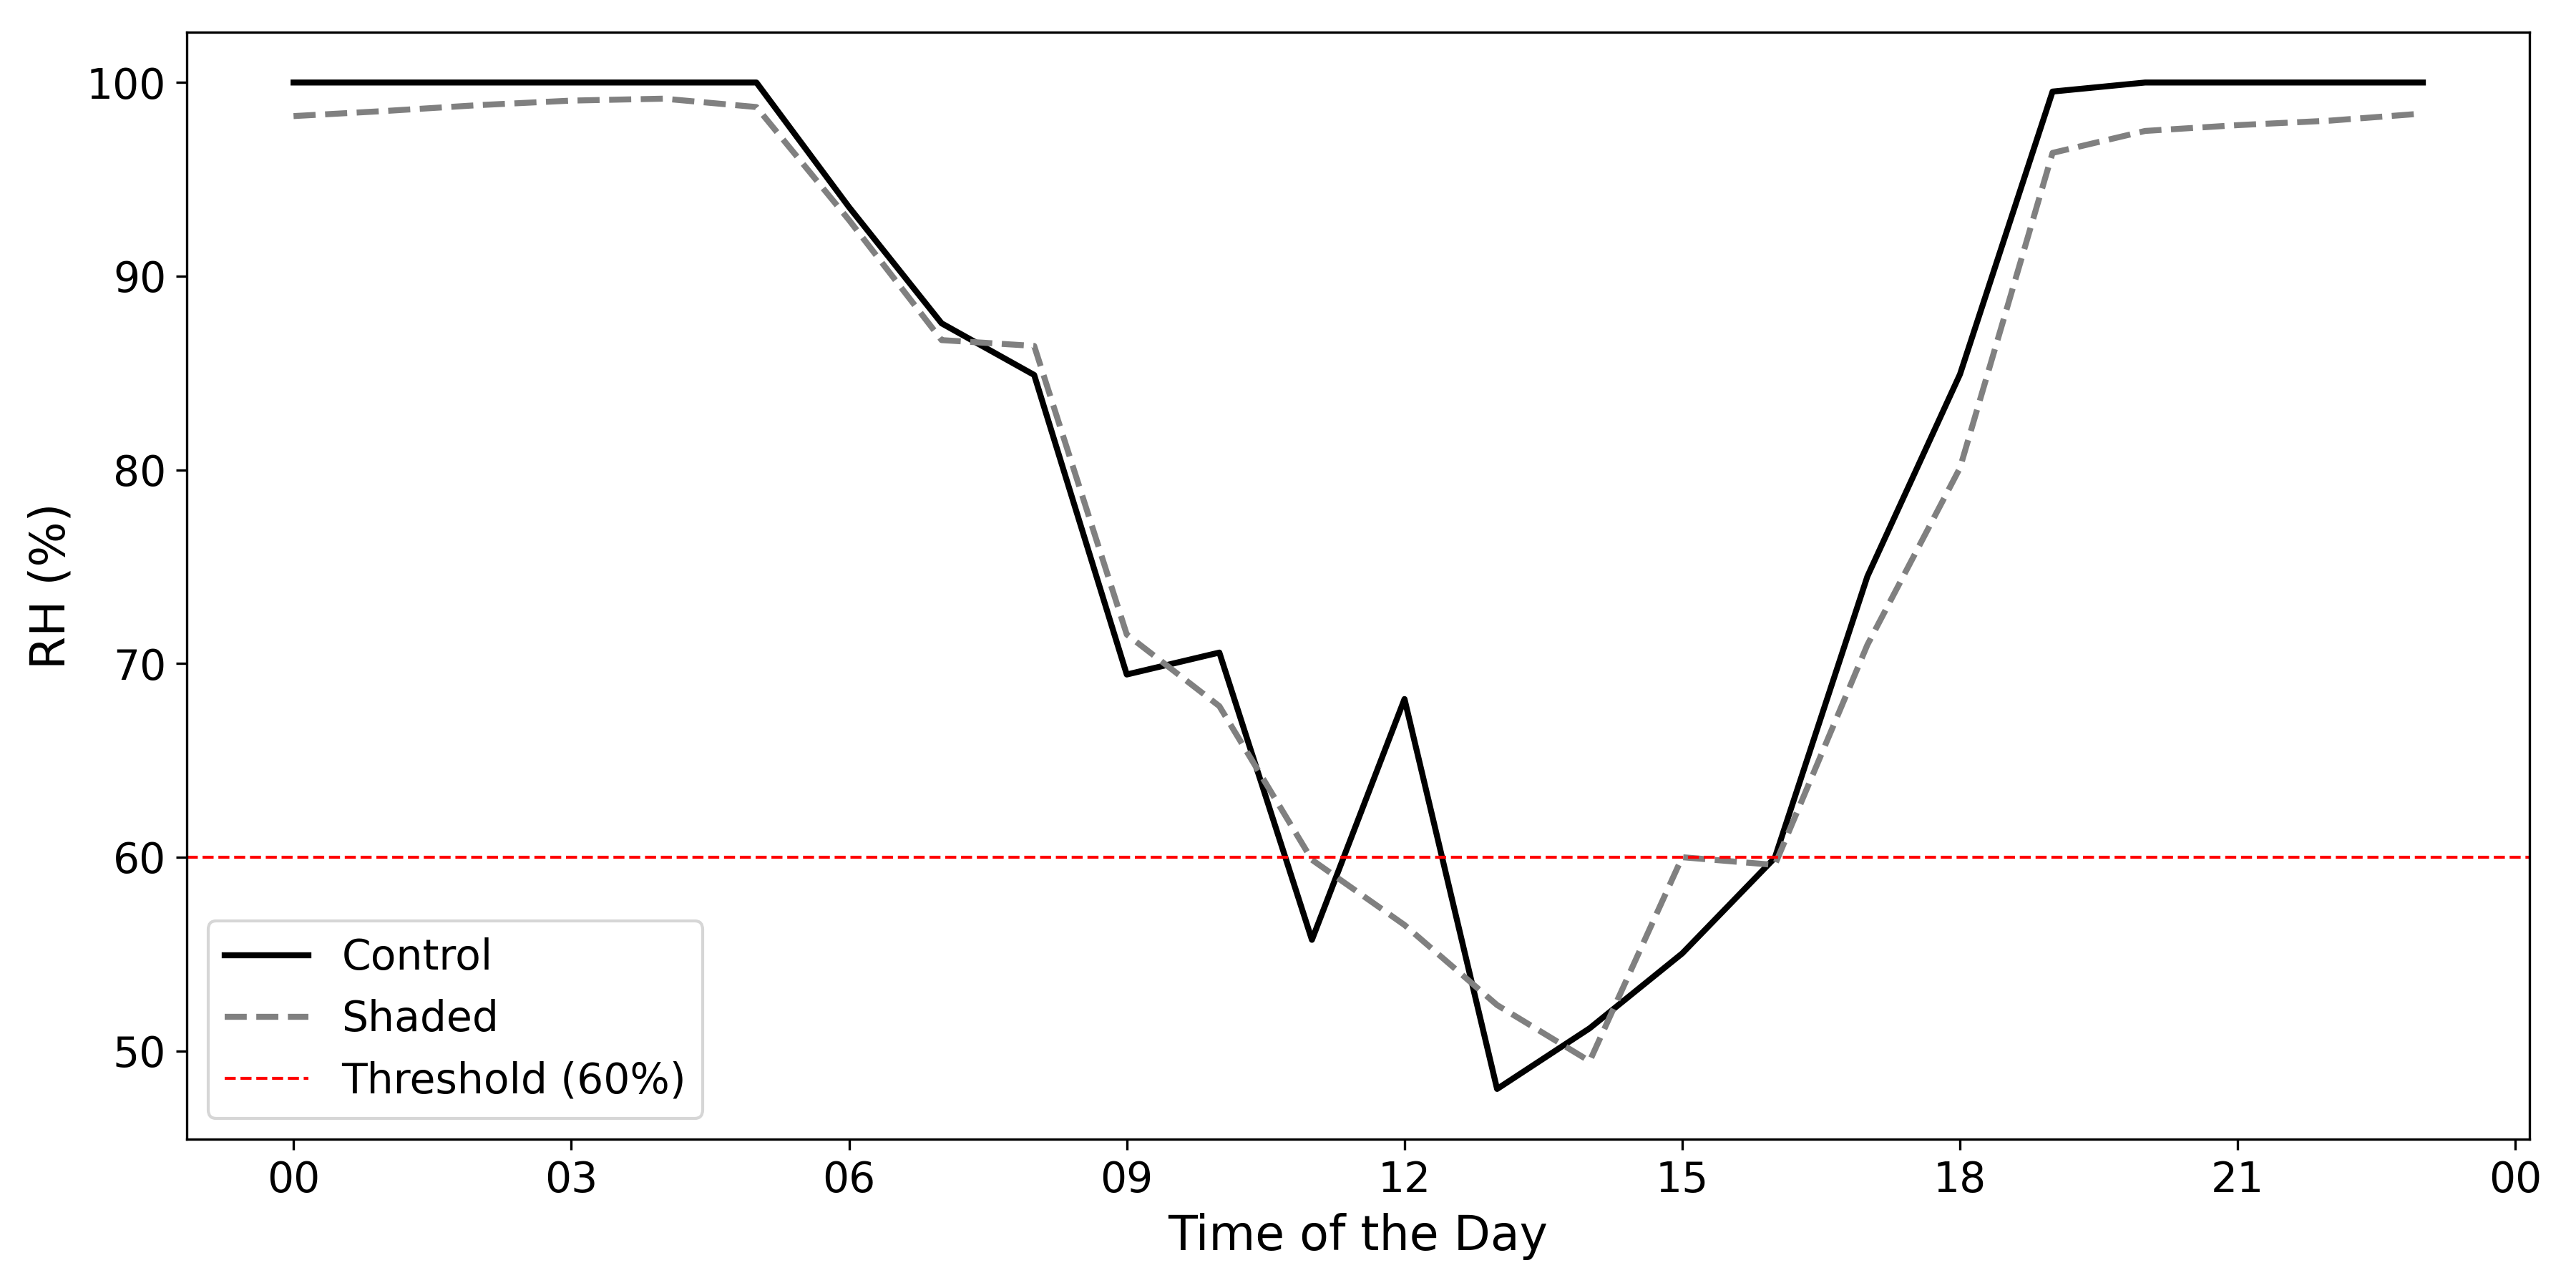 100
90
80
70
60
50
RH (%)
Control
Shaded
Threshold (60%)
00 03 06 09 12 15 18 21 00
Time of the Day